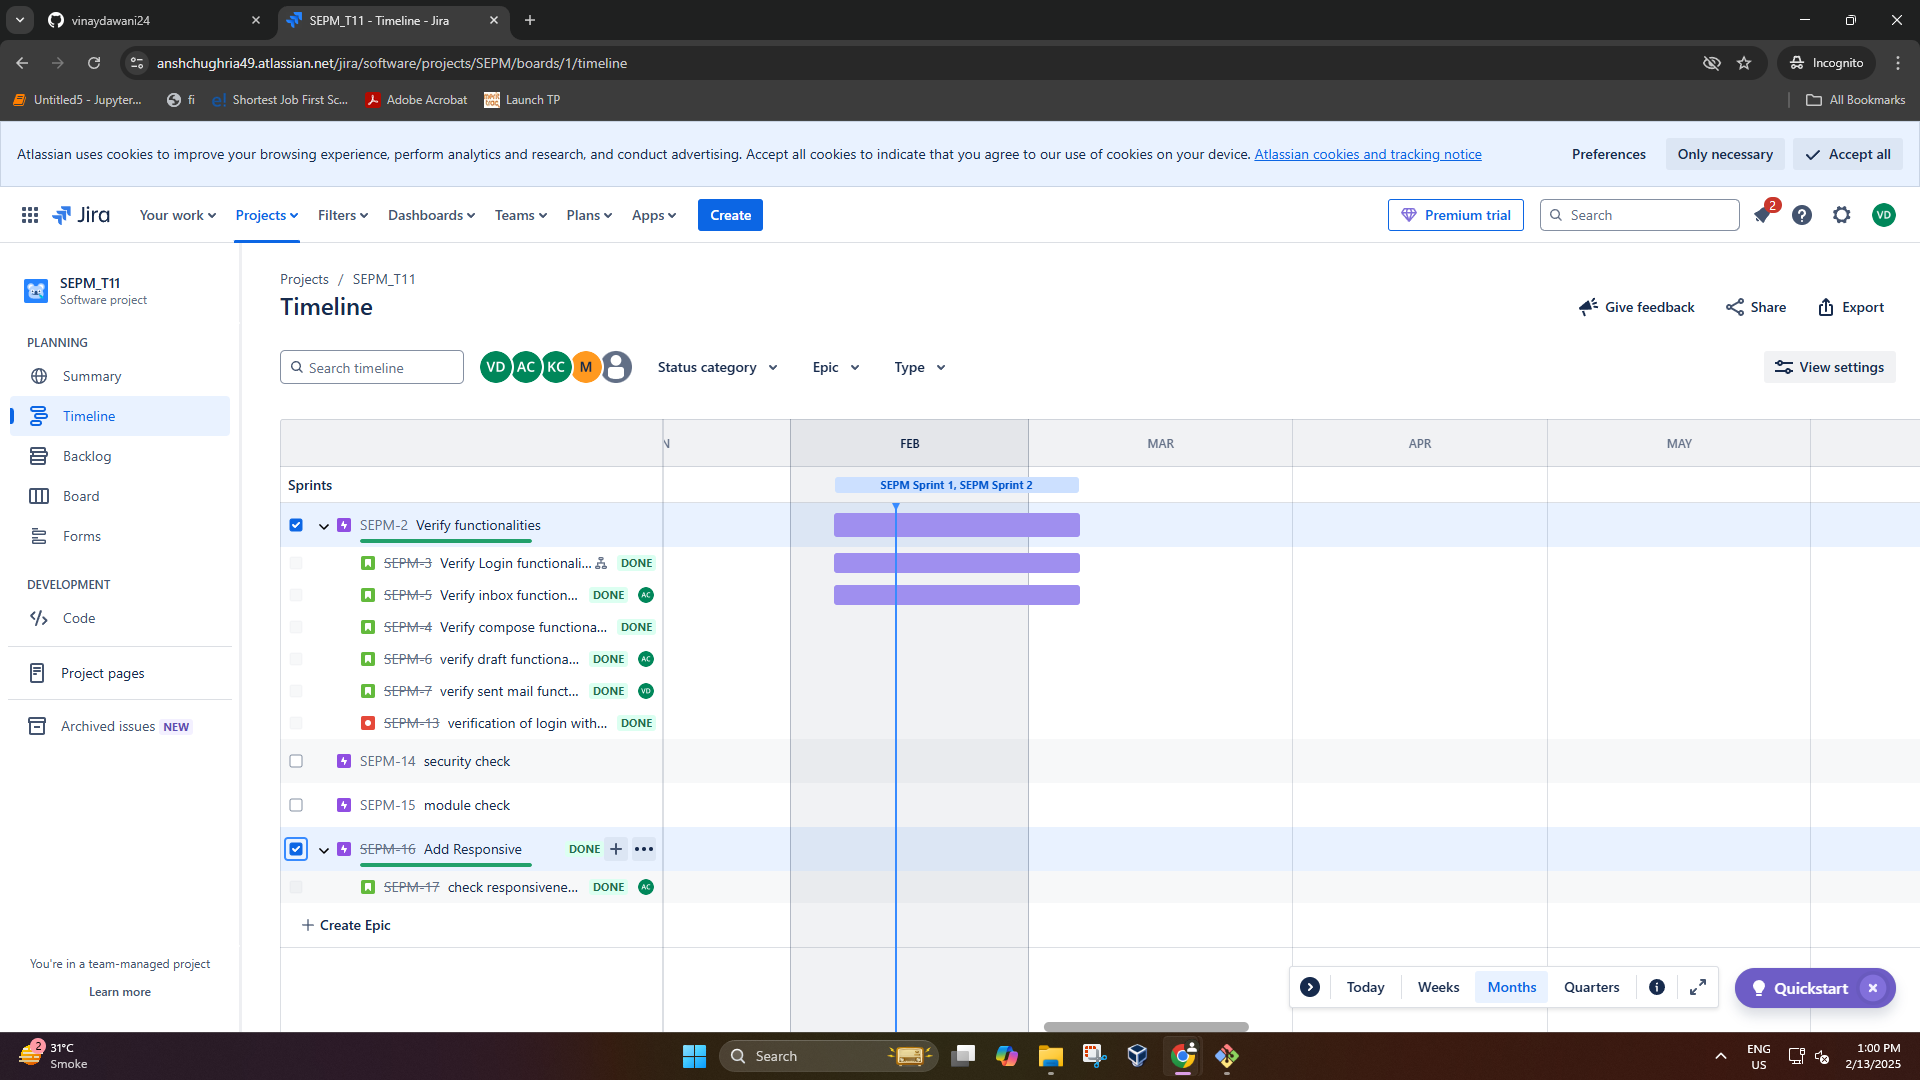 vinaydawani24
SEPM_T11 - Timeline - Jira
anshchughria49.atlassian.net/jira/software/projects/SEPM/boards/1/timeline
Incognito
Untitled5 - Jupyter...
fi
Shortest Job First Sc...
Adobe Acrobat
Launch TP
All Bookmarks
Atlassian uses cookies to improve your browsing experience, perform analytics and research, and conduct advertising. Accept all cookies to indicate that you agree to our use of cookies on your device. Atlassian cookies and tracking notice
Preferences
Only necessary
Accept all
Jira
Your work
Projects
Filters
Dashboards
Teams
Plans
Apps
Create
Premium trial
Search
2
VD
SEPM_T11
Software project
PLANNING
Summary
Timeline
Backlog
Board
Forms
DEVELOPMENT
Code
Project pages
Archived issues NEW
You're in a team-managed project
Learn more
Projects / SEPM_T11
Timeline
Give feedback
Share
Export
Search timeline
VD AC KC M
Status category
Epic
Type
View settings
N
FEB
MAR
APR
MAY
Sprints
SEPM Sprint 1, SEPM Sprint 2
SEPM-2 Verify functionalities
SEPM-3 Verify Login functionali... DONE
SEPM-5 Verify inbox function... DONE AC
SEPM-4 Verify compose functiona... DONE
SEPM-6 verify draft functiona... DONE AC
SEPM-7 verify sent mail funct... DONE VD
SEPM-13 verification of login with... DONE
SEPM-14 security check
SEPM-15 module check
SEPM-16 Add Responsive DONE
SEPM-17 check responsivene... DONE AC
Create Epic
Today
Weeks
Months
Quarters
Quickstart
2
31°C
Smoke
Search
ENG
US
1:00 PM
2/13/2025